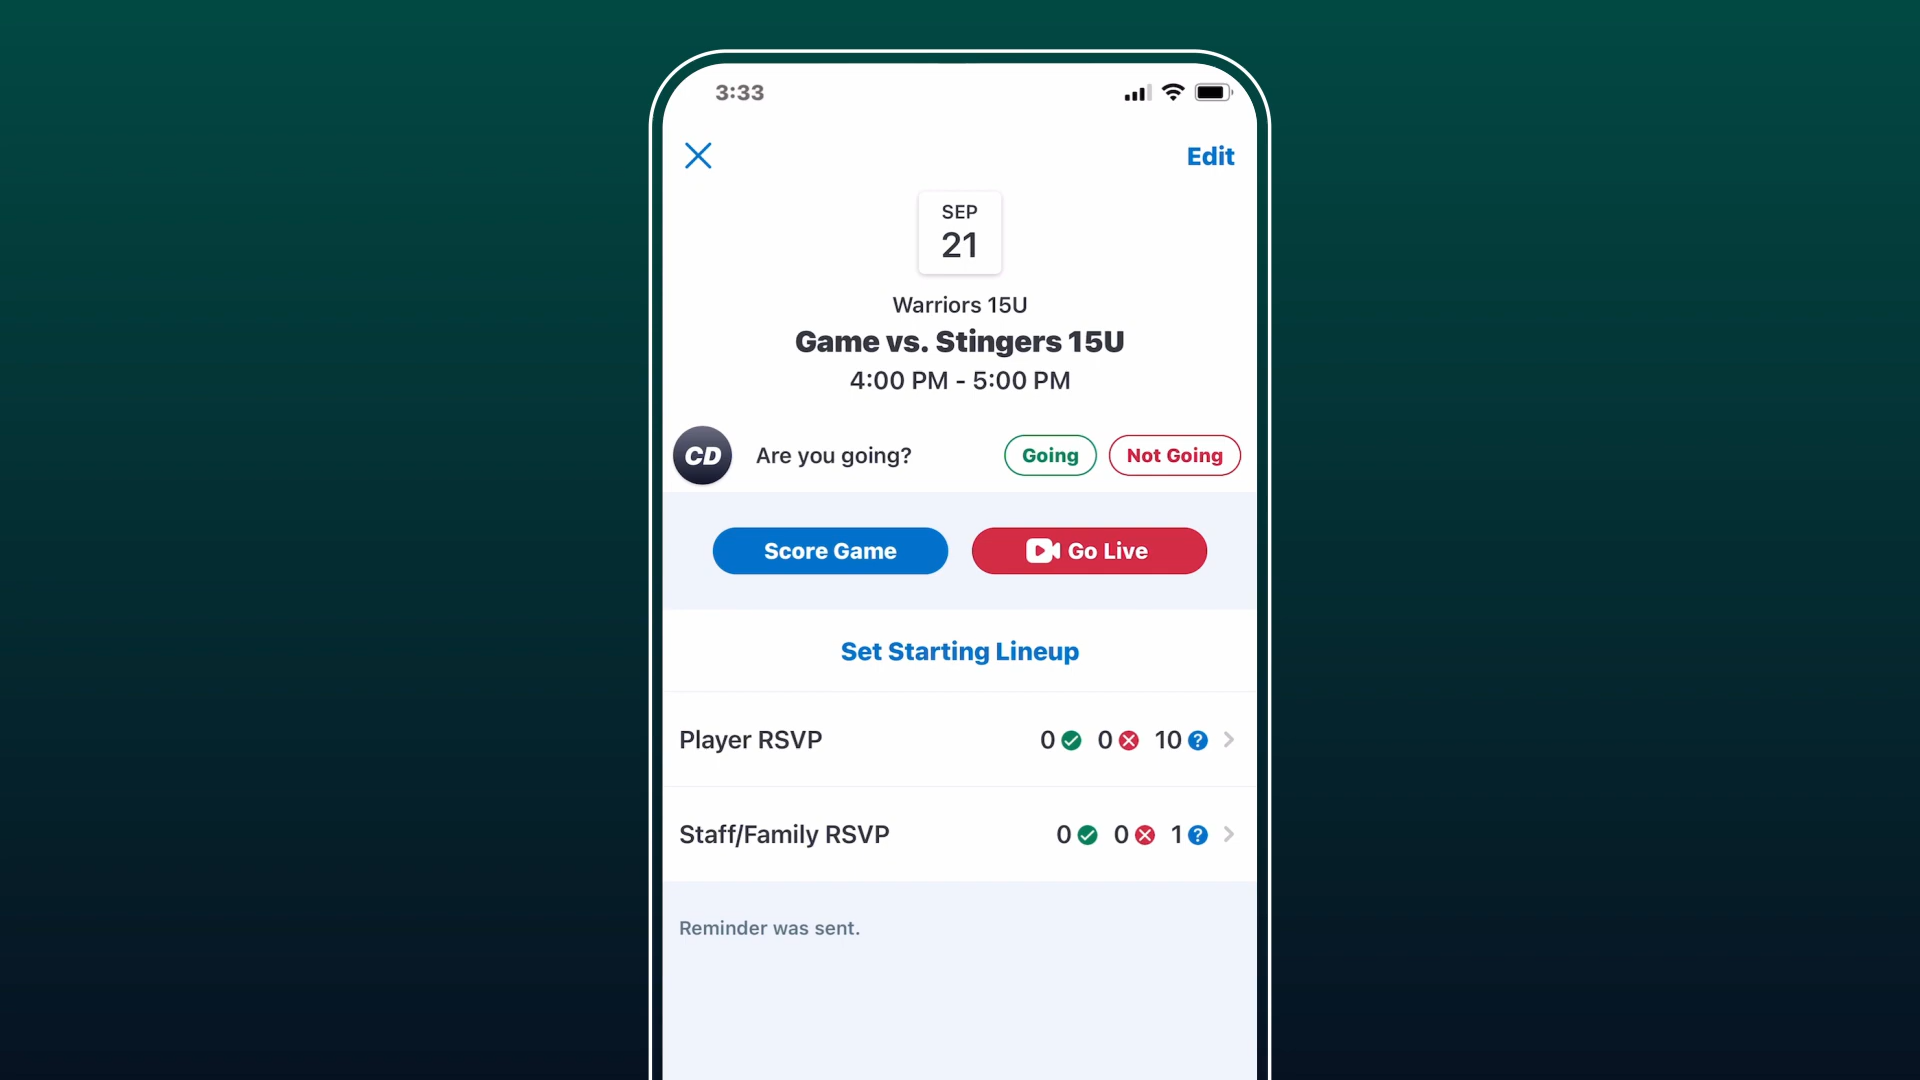 3:33
Edit
SEP
21
Warriors 15U
Game vs. Stingers 15U
4:00 PM - 5:00 PM
CD Are you going? Going Not Going
Score Game Go Live
Set Starting Lineup
Player RSVP 0 0 10 ?
Staff/Family RSVP 0 0 1 ?
Reminder was sent.